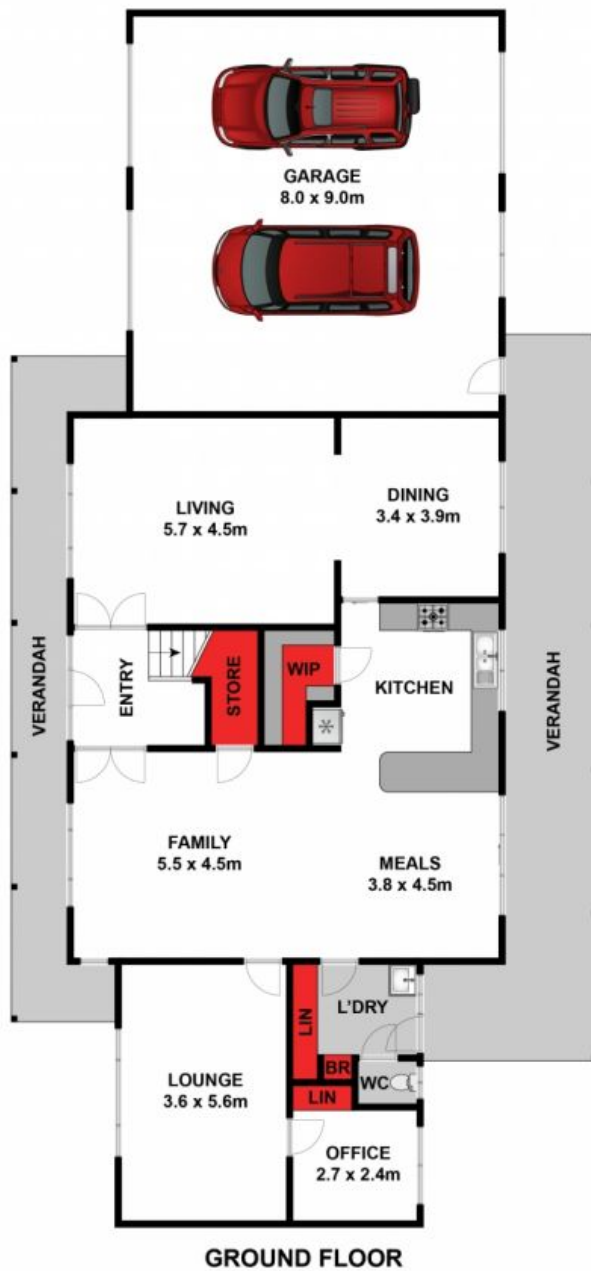 GARAGE
8.0 x 9.0m
LIVING
5.7 x 4.5m
DINING
3.4 x 3.9m
VERANDAH
ENTRY
STORE
WIP
KITCHEN
VERANDAH
FAMILY
5.5 x 4.5m
MEALS
3.8 x 4.5m
LIN
L'DRY
BR
WC
LOUNGE
3.6 x 5.6m
LIN
OFFICE
2.7 x 2.4m
GROUND FLOOR